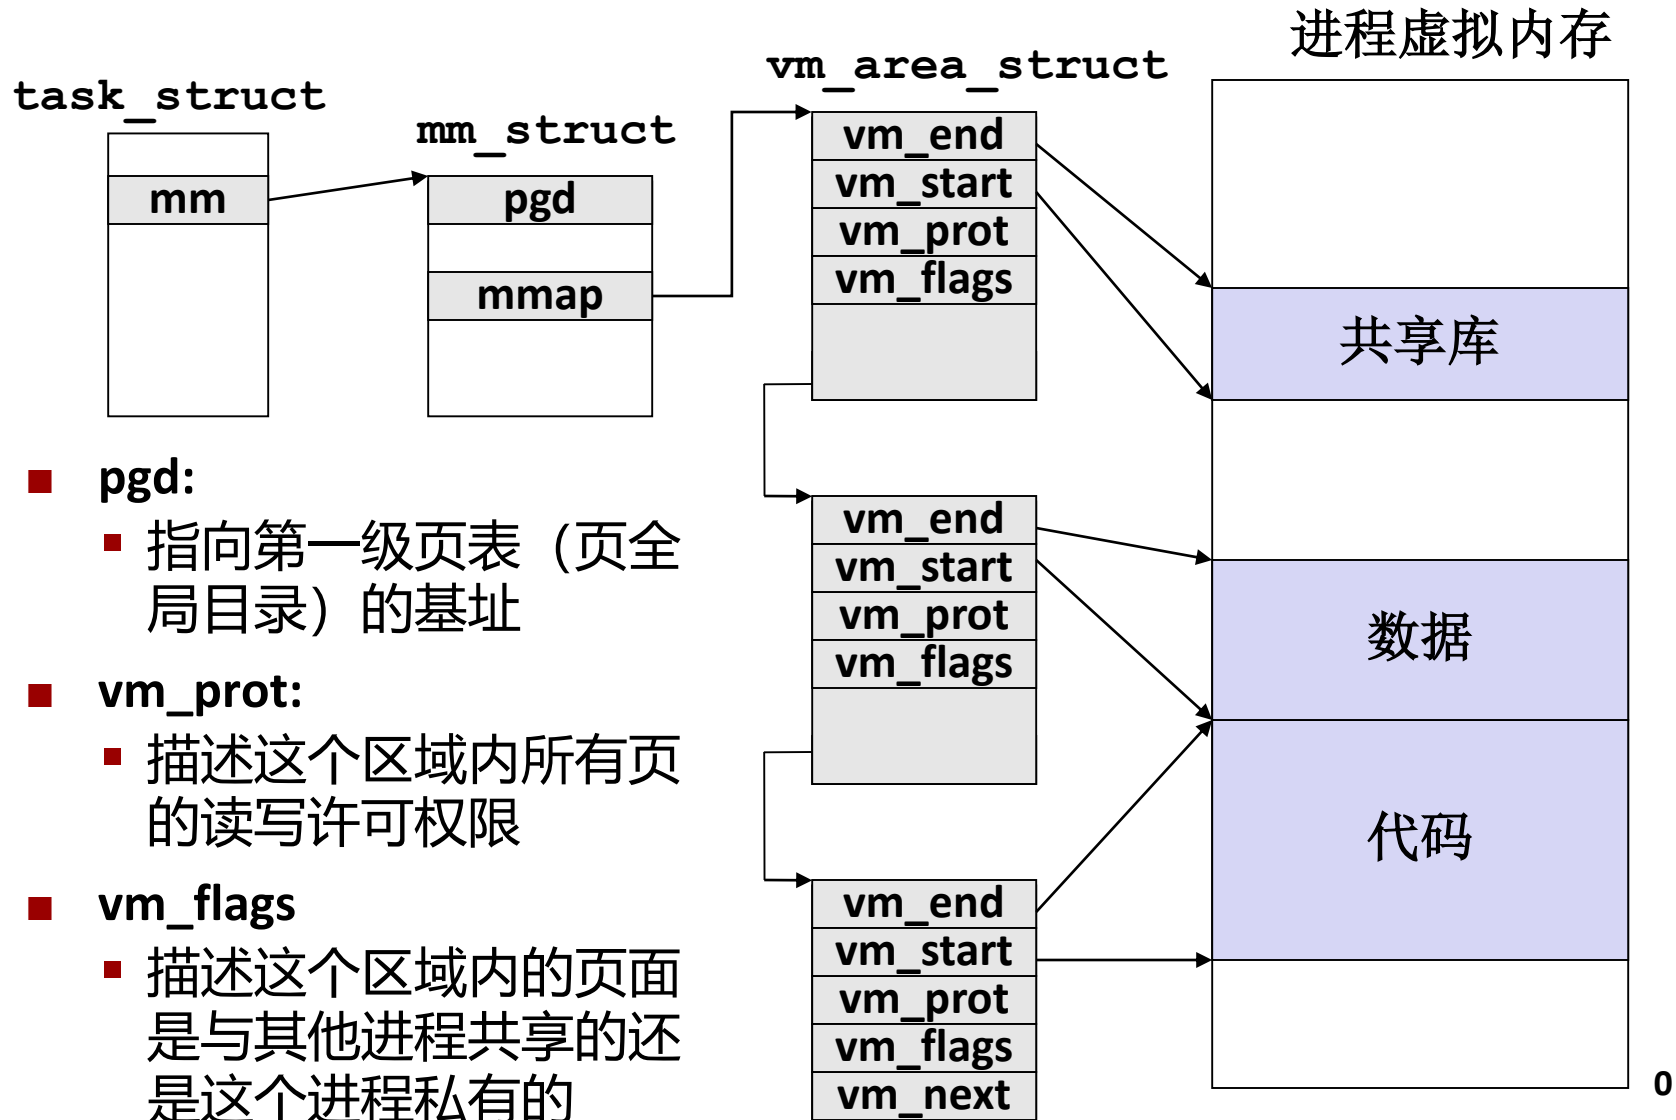 进程虚拟内存
vm_area_struct
task_struct
mm_struct
mm
pgd
mmap
vm_end
vm_start
vm_prot
vm_flags
共享库
pgd:
指向第一级页表（页全
局目录）的基址
vm_prot:
描述这个区域内所有页
的读写许可权限
vm_flags
描述这个区域内的页面
是与其他进程共享的还
是这个进程私有的
vm_end
vm_start
vm_prot
vm_flags
数据
代码
vm_end
vm_start
vm_prot
vm_flags
vm_next
0